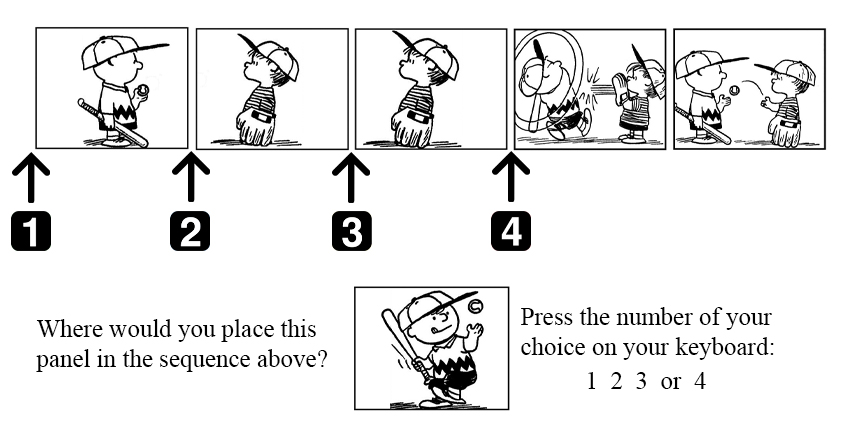 1
2
3
4
Where would you place this
panel in the sequence above?
Press the number of your
choice on your keyboard:
1 2 3 or 4